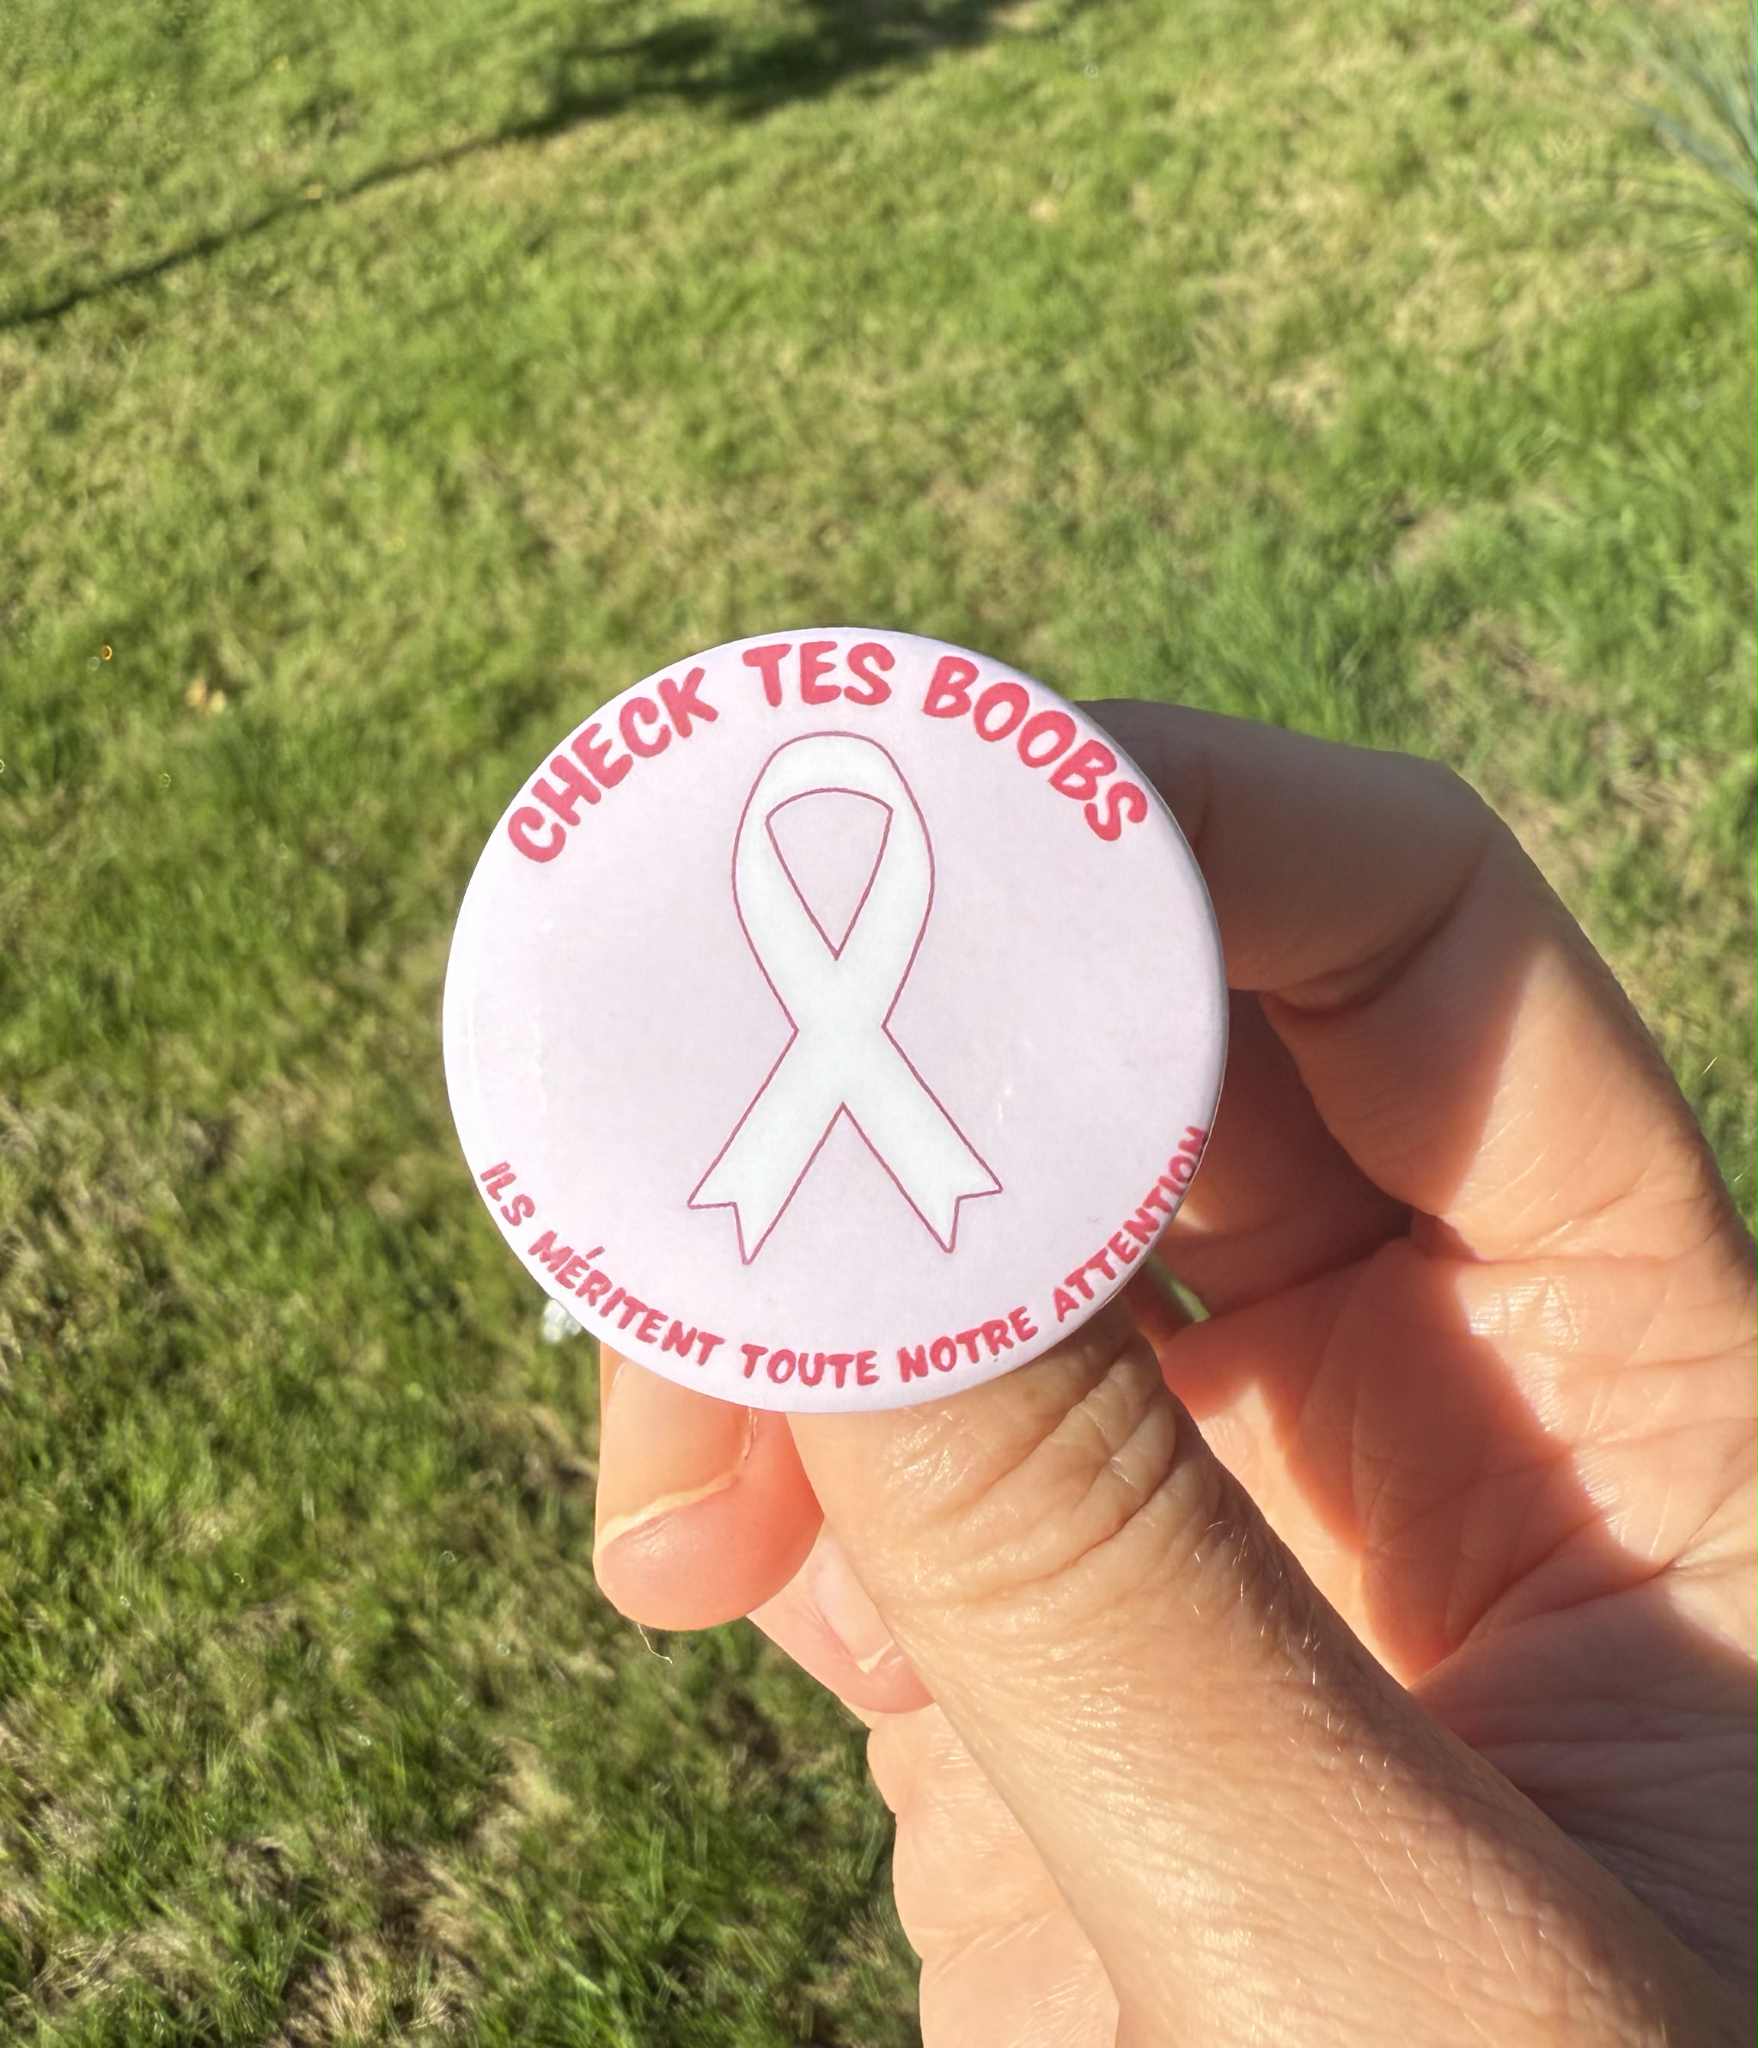 CHECK TES BOOBS
ILS MÉRITENT TOUTE NOTRE ATTENTION